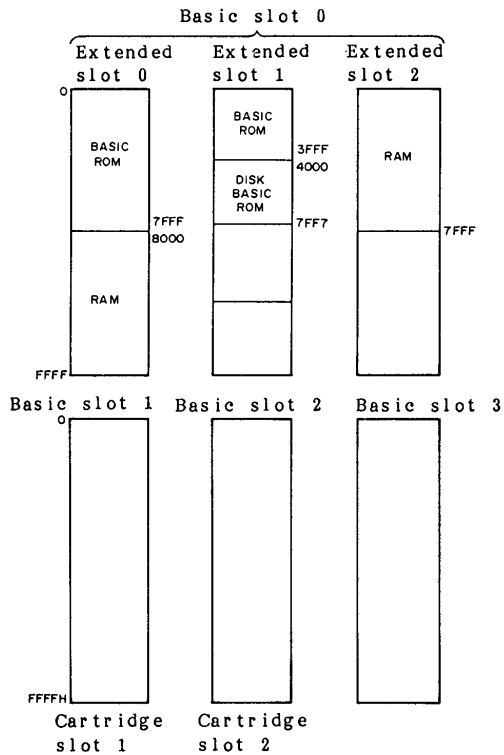 Basic slot 0
Extended slot 0
Extended slot 1
Extended slot 2
0
BASIC ROM
7FFF
8000
RAM
FFFF
BASIC ROM
3FFF
4000
DISK BASIC ROM
7FF7
RAM
7FFF
Basic slot 1
Basic slot 2
Basic slot 3
0
FFFFH
Cartridge slot 1
Cartridge slot 2